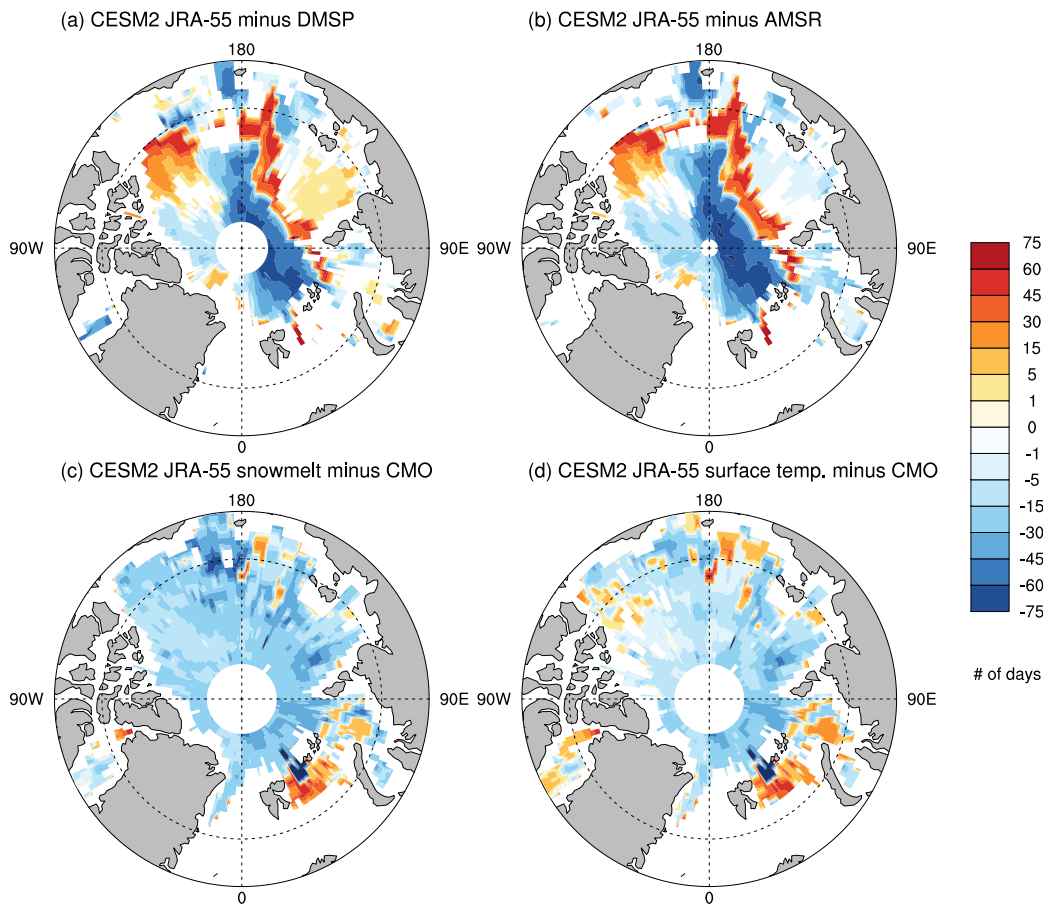 (a) CESM2 JRA-55 minus DMSP
(b) CESM2 JRA-55 minus AMSR
180
180
90W
90E
90W
90E
0
0
(c) CESM2 JRA-55 snowmelt minus CMO
(d) CESM2 JRA-55 surface temp. minus CMO
180
180
90W
90E
90W
90E
0
0
75
60
45
30
15
5
1
0
-1
-5
-15
-30
-45
-60
-75
# of days